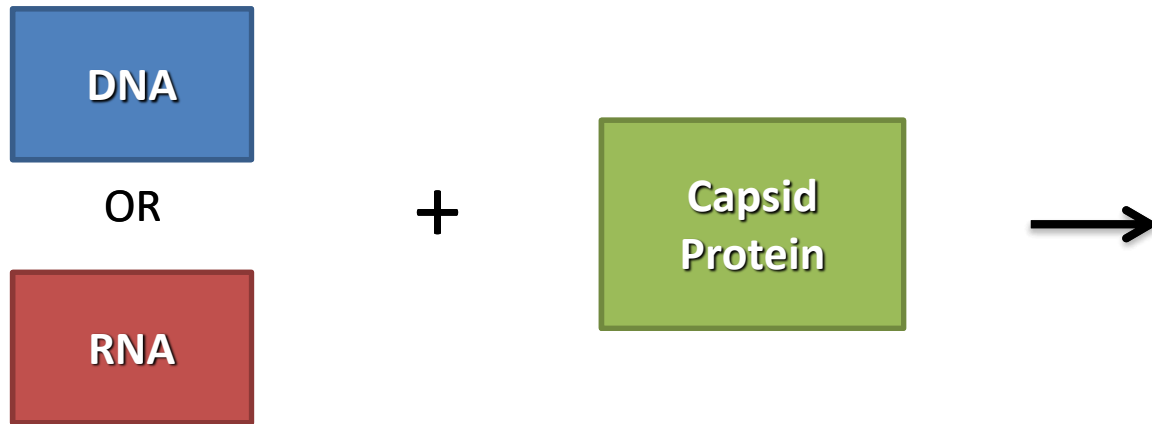 DNA
OR
RNA
+
Capsid
Protein